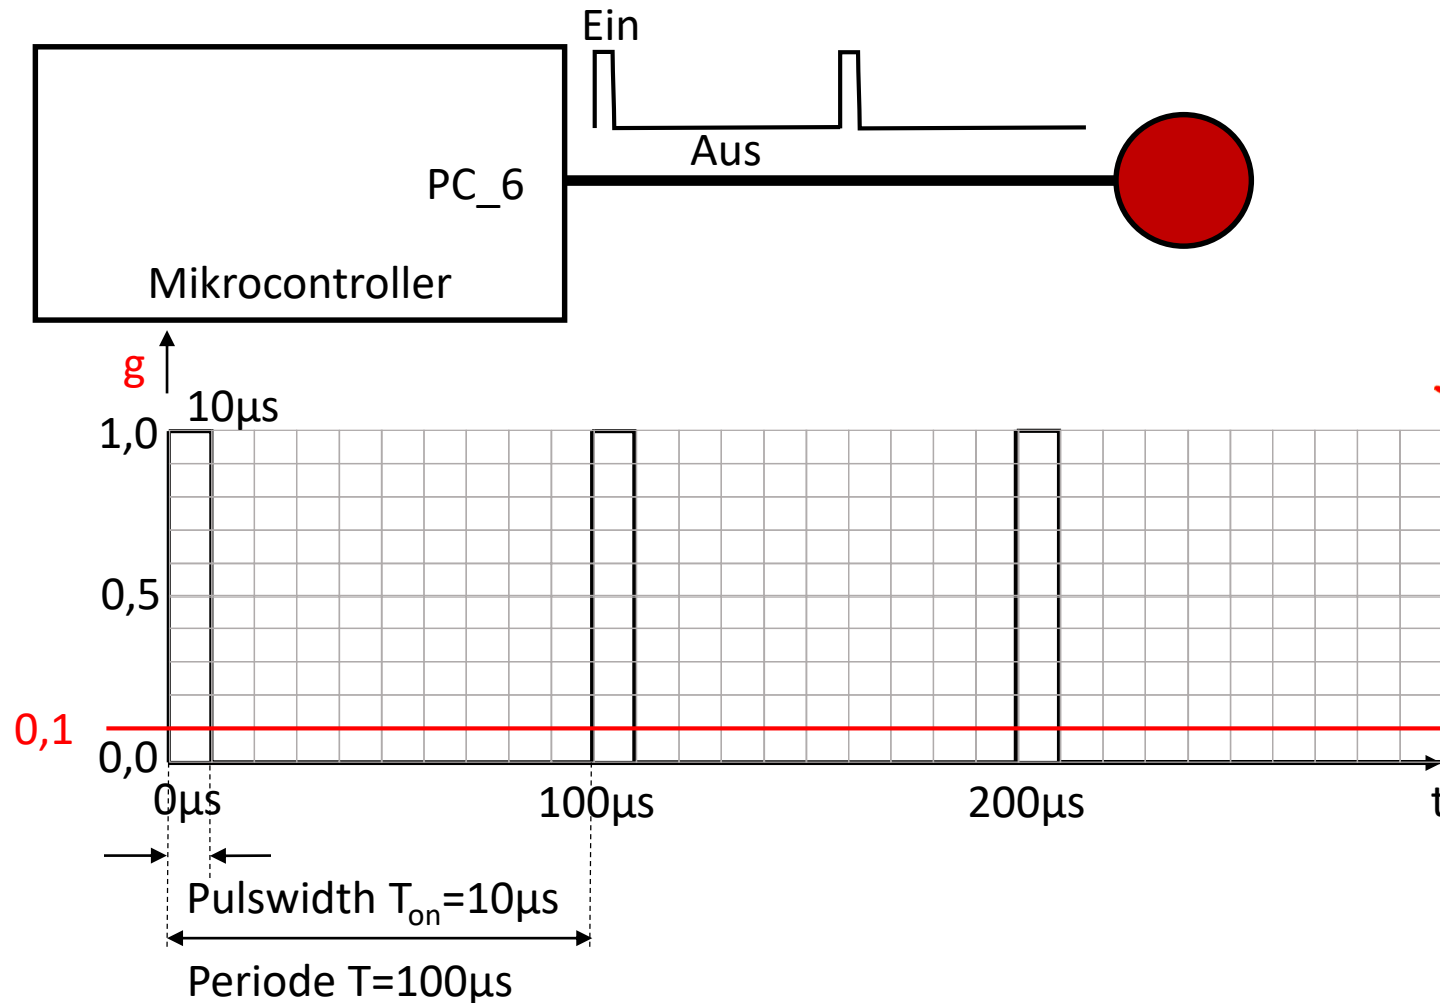 Ein
Aus
PC_6
Mikrocontroller
g
10µs
1,0
0,5
0,1
0,0
0µs
100µs
200µs
t
Pulswidth Ton=10µs
Periode T=100µs